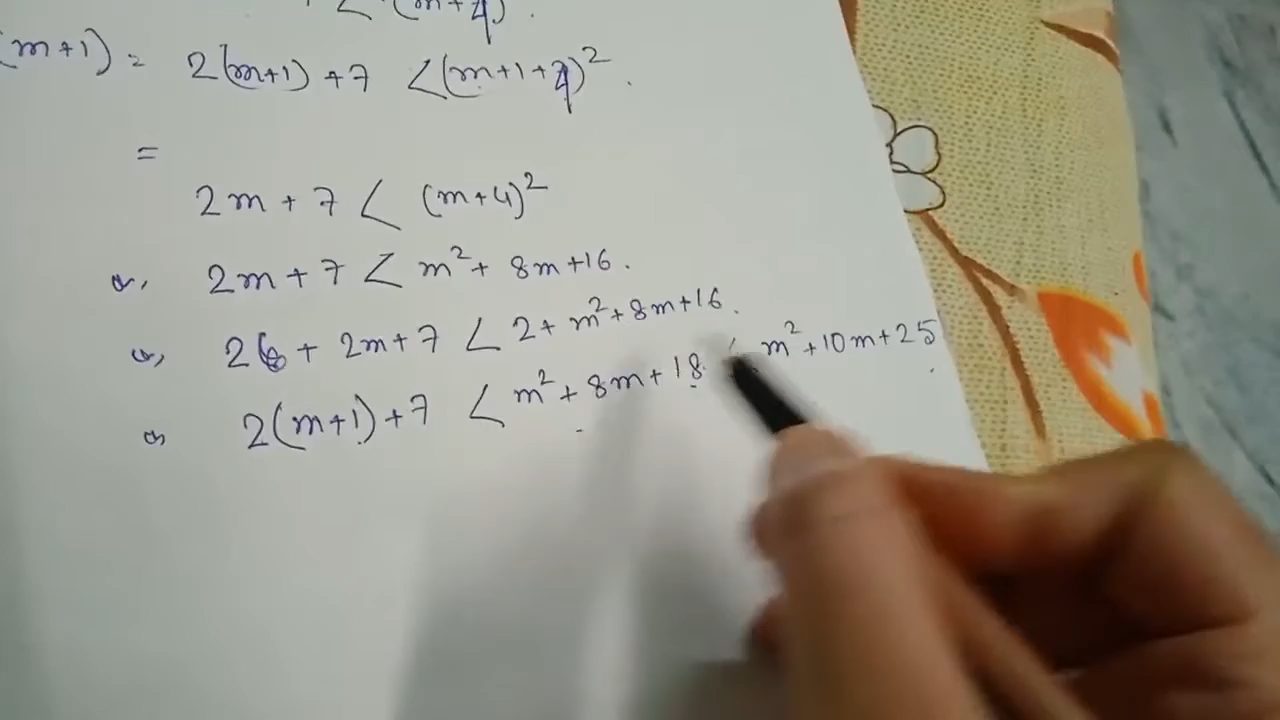 < (m+4).
(m+1) = 2(m+1) +7 <(m+1+4)².
=
2m + 7 < (m+4)²
or, 2m + 7 < m² + 8m+16.
or, 2 + 2m+7 < 2+ m²+8m+16.
or, 2(m+1)+7 < m²+8m+18 < m²+10m+25